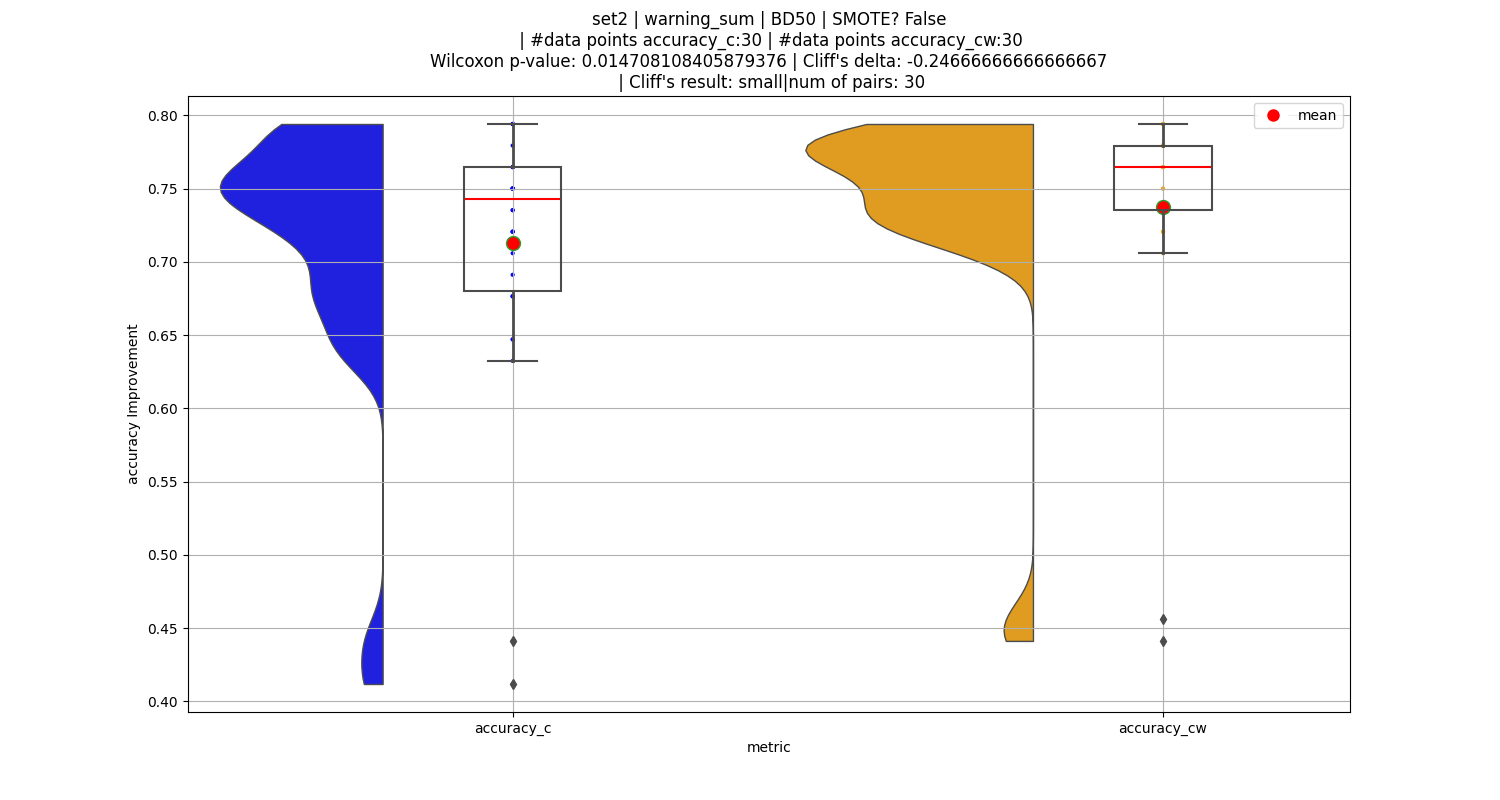 set2 | warning_sum | BD50 | SMOTE? False
| #data points accuracy_c:30 | #data points accuracy_cw:30
Wilcoxon p-value: 0.014708108405879376 | Cliff's delta: -0.24666666666666667
| Cliff's result: small|num of pairs: 30
mean
0.80
0.75
0.70
0.65
0.60
0.55
0.50
0.45
0.40
accuracy Improvement
accuracy_c
accuracy_cw
metric